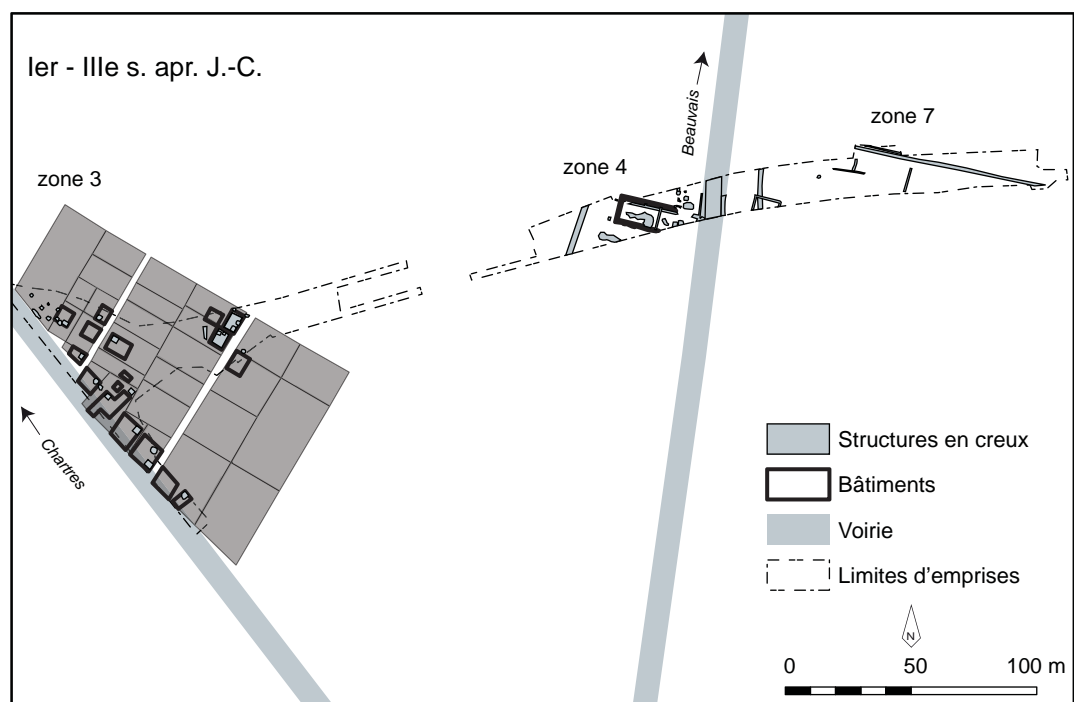 Ier - IIIe s. apr. J.-C.
zone 7
Beauvais
zone 4
zone 3
Chartres
Structures en creux
Bâtiments
Voirie
Limites d'emprises
N
0 50 100 m